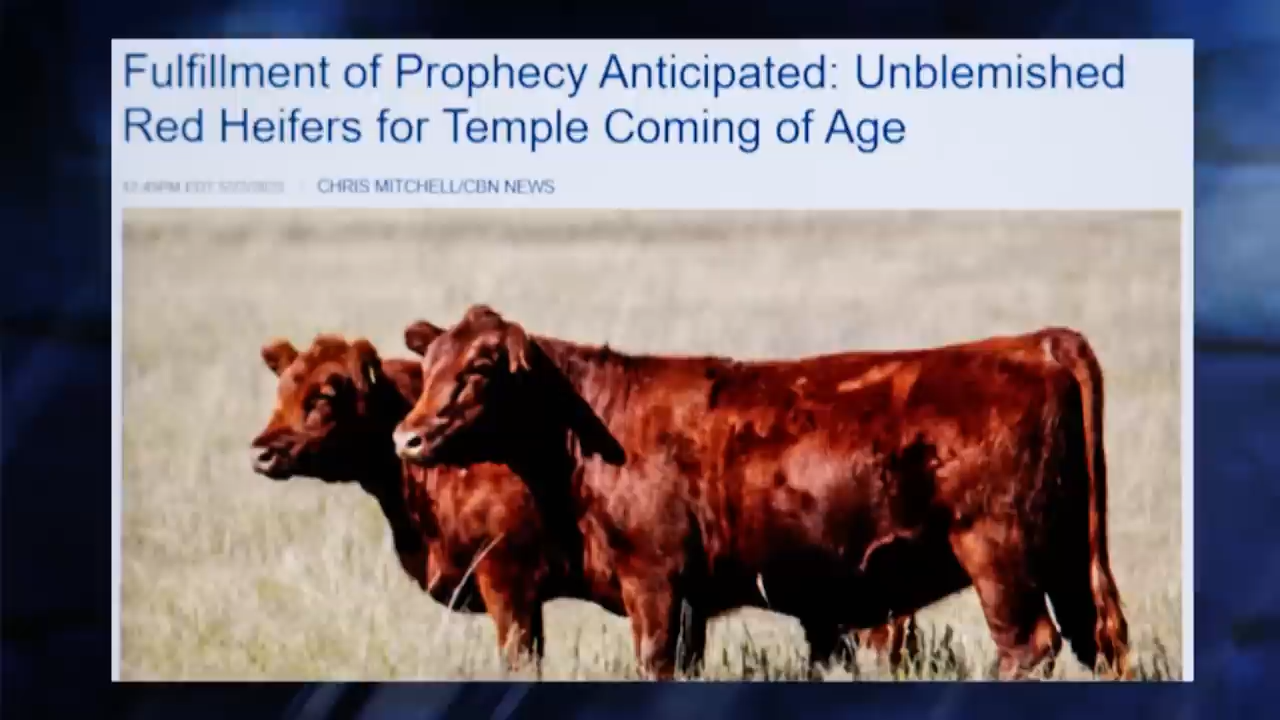 Fulfillment of Prophecy Anticipated: Unblemished
Red Heifers for Temple Coming of Age
CHRIS MITCHELL/CBN NEWS